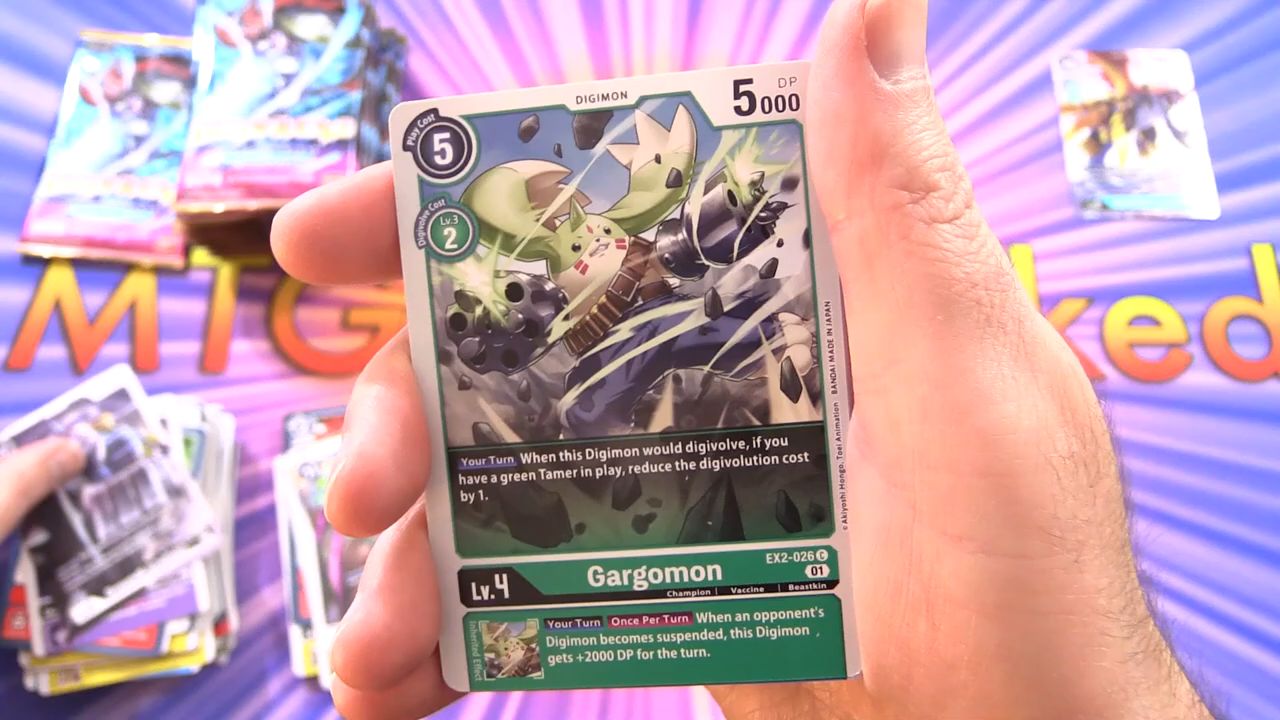 DIGIMON
DP
5000
Play Cost
5
Digivolve Cost
Lv.3
2
MTG
ked
Your Turn When this Digimon would digivolve, if you
have a green Tamer in play, reduce the digivolution cost
by 1.
©Akiyoshi Hongo, Toei Animation BANDAI MADE IN JAPAN
EX2-026 C
01
Lv.4
Gargomon
Champion | Vaccine | Beastkin
Inherited Effect
Your Turn Once Per Turn When an opponent's
Digimon becomes suspended, this Digimon
gets +2000 DP for the turn.